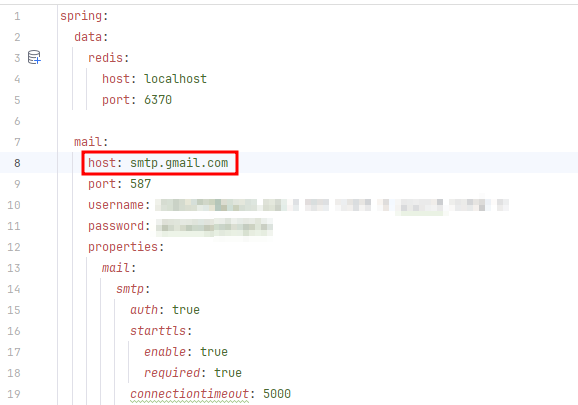 1 spring:
2 data:
3 redis:
4 host: localhost
5 port: 6370
6
7 mail:
8 host: smtp.gmail.com
9 port: 587
10 username:
11 password:
12 properties:
13 mail:
14 smtp:
15 auth: true
16 starttls:
17 enable: true
18 required: true
19 connectiontimeout: 5000